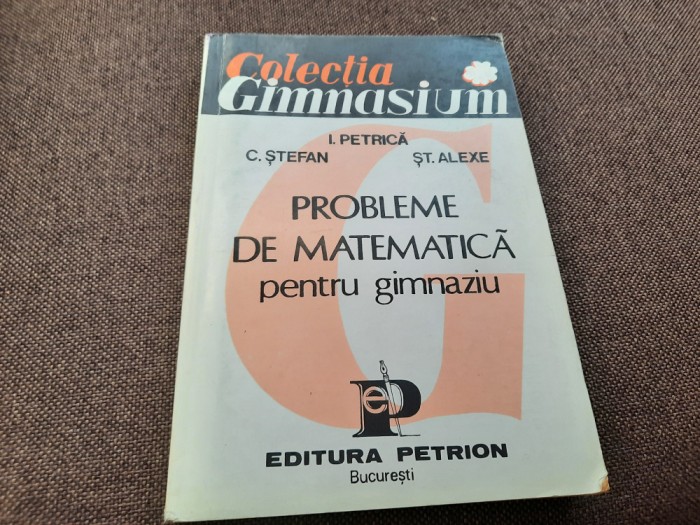 Colecția
Gimnasium
I. PETRICĂ
C. ȘTEFAN ȘT. ALEXE
PROBLEME
DE MATEMATICĂ
pentru gimnaziu
eP
EDITURA PETRION
București